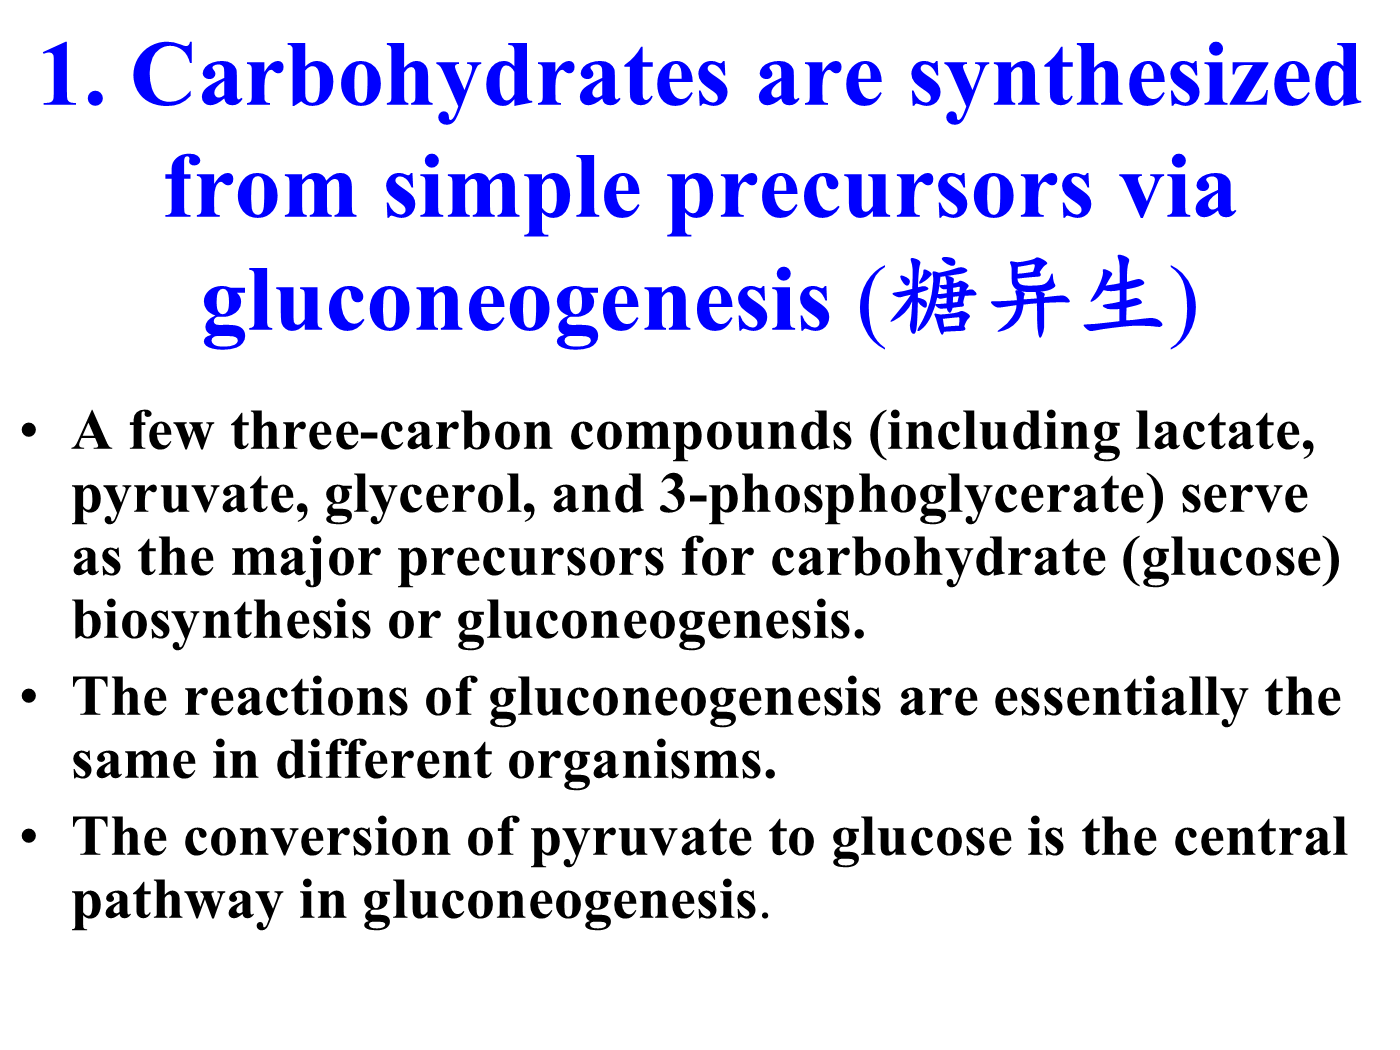 1. Carbohydrates are synthesized
from simple precursors via
gluconeogenesis (糖异生)
• A few three-carbon compounds (including lactate,
pyruvate, glycerol, and 3-phosphoglycerate) serve
as the major precursors for carbohydrate (glucose)
biosynthesis or gluconeogenesis.
• The reactions of gluconeogenesis are essentially the
same in different organisms.
• The conversion of pyruvate to glucose is the central
pathway in gluconeogenesis.